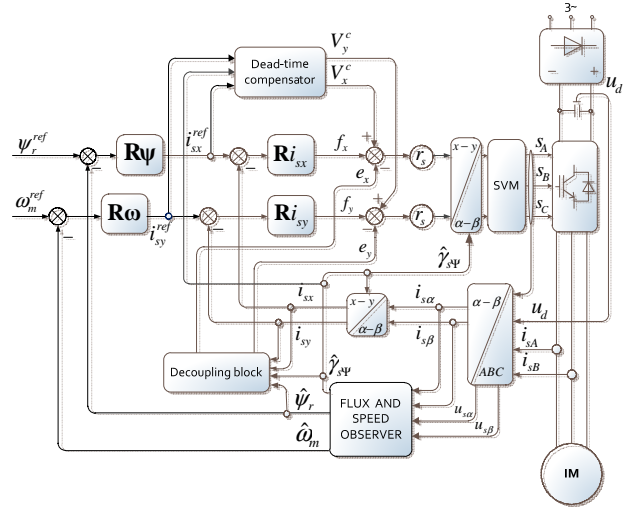 3~
V_y^c
Dead-time
compensator
V_x^c
− +
u_d
ψ_r^ref
i_sx^ref
+
f_x
x-y
S_A
Rψ
Ri_sx
r_s
−
−
e_x
−
SVM
S_B
ω_m^ref
+
f_y
Rω
Ri_sy
r_s
S_C
−
i_sy^ref
−
e_y
−
α-β
γ̂_sΨ
i_sx
x-y
i_sα
α-β
u_d
α-β
i_sy
i_sβ
i_sA
Decoupling block
γ̂_sΨ
ABC
i_sB
ψ̂_r
FLUX AND
SPEED
OBSERVER
u_sα
u_sβ
ω̂_m
IM